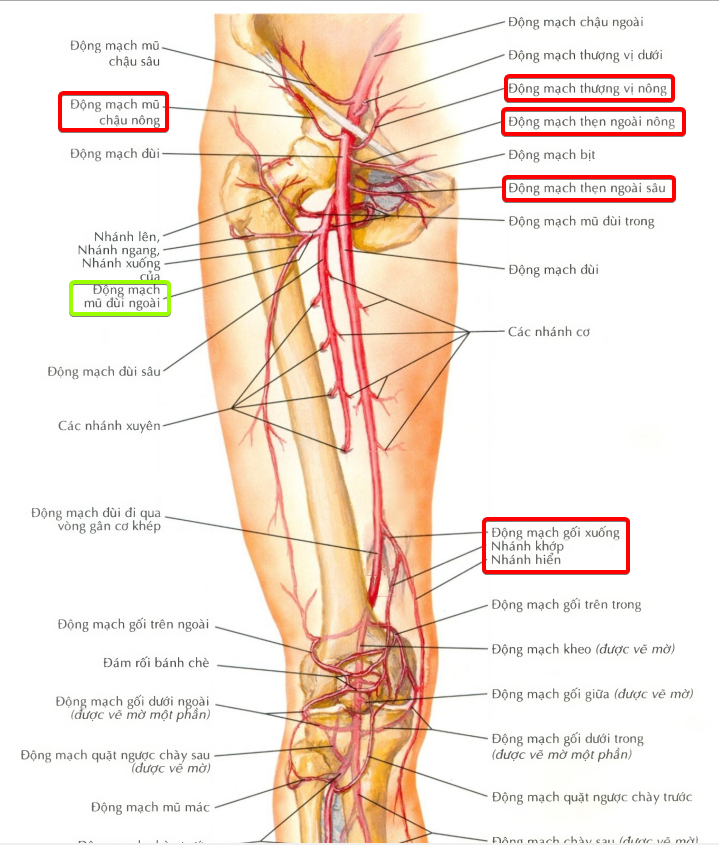 Động mạch mũ
chậu sâu
Động mạch mũ
chậu nông
Động mạch đùi
Nhánh lên,
Nhánh ngang,
Nhánh xuống
của
Động mạch
mũ đùi ngoài
Động mạch đùi sâu
Các nhánh xuyên
Động mạch đùi đi qua
vòng gân cơ khép
Động mạch gối trên ngoài
Đám rối bánh chè
Động mạch gối dưới ngoài
(được vẽ mờ một phần)
Động mạch quặt ngược chày sau
(được vẽ mờ)
Động mạch mũ mác
Động mạch chậu ngoài
Động mạch thượng vị dưới
Động mạch thượng vị nông
Động mạch thẹn ngoài nông
Động mạch bịt
Động mạch thẹn ngoài sâu
Động mạch mũ đùi trong
Động mạch đùi
Các nhánh cơ
Động mạch gối xuống
Nhánh khớp
Nhánh hiển
Động mạch gối trên trong
Động mạch kheo (được vẽ mờ)
Động mạch gối giữa (được vẽ mờ)
Động mạch gối dưới trong
(được vẽ mờ một phần)
Động mạch quặt ngược chày trước
Động mạch chày sau (được vẽ mờ)